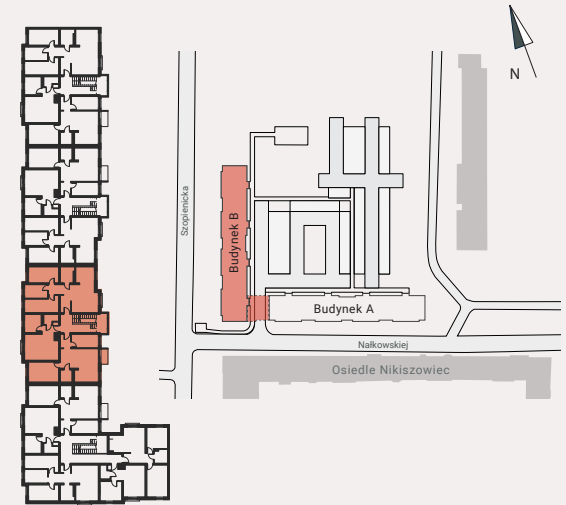 N
Szopienicka
Budynek B
Budynek A
Nałkowskiej
Osiedle Nikiszowiec